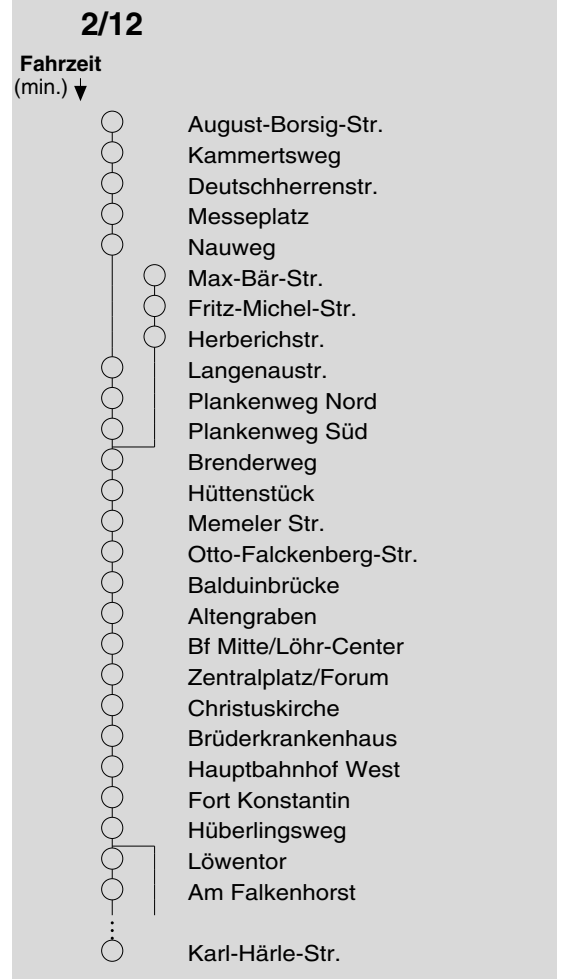 2/12
Fahrzeit
(min.)
August-Borsig-Str.
Kammertsweg
Deutschherrenstr.
Messeplatz
Nauweg
Max-Bär-Str.
Fritz-Michel-Str.
Herberichstr.
Langenaustr.
Plankenweg Nord
Plankenweg Süd
Brenderweg
Hüttenstück
Memeler Str.
Otto-Falckenberg-Str.
Balduinbrücke
Altengraben
Bf Mitte/Löhr-Center
Zentralplatz/Forum
Christuskirche
Brüderkrankenhaus
Hauptbahnhof West
Fort Konstantin
Hüberlingsweg
Löwentor
Am Falkenhorst
Karl-Härle-Str.